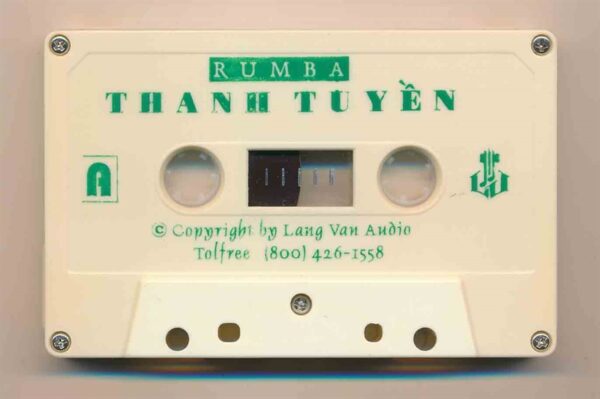 RUMBA
THANH TUYỀN
A
© Copyright by Lang Van Audio
Tolfree (800) 426-1558